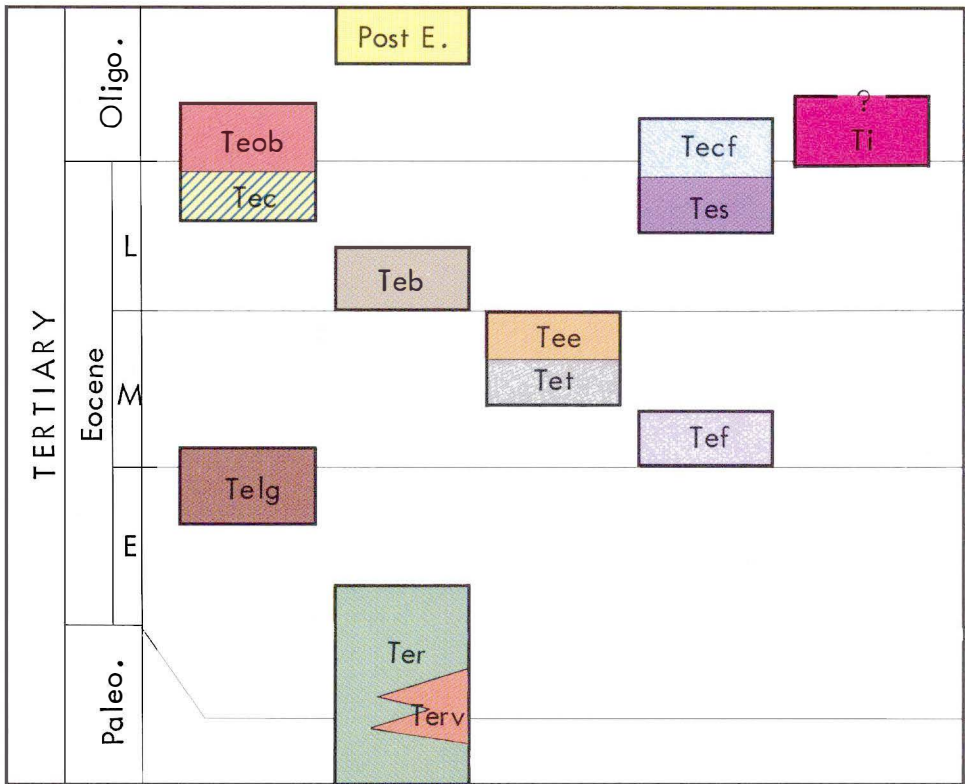 TERTIARY
Oligo.
Eocene
Paleo.
L
M
E
Post E.
Teob
Tec
Tecf
Tes
?
Ti
Teb
Tee
Tet
Tef
Telg
Ter
Terv